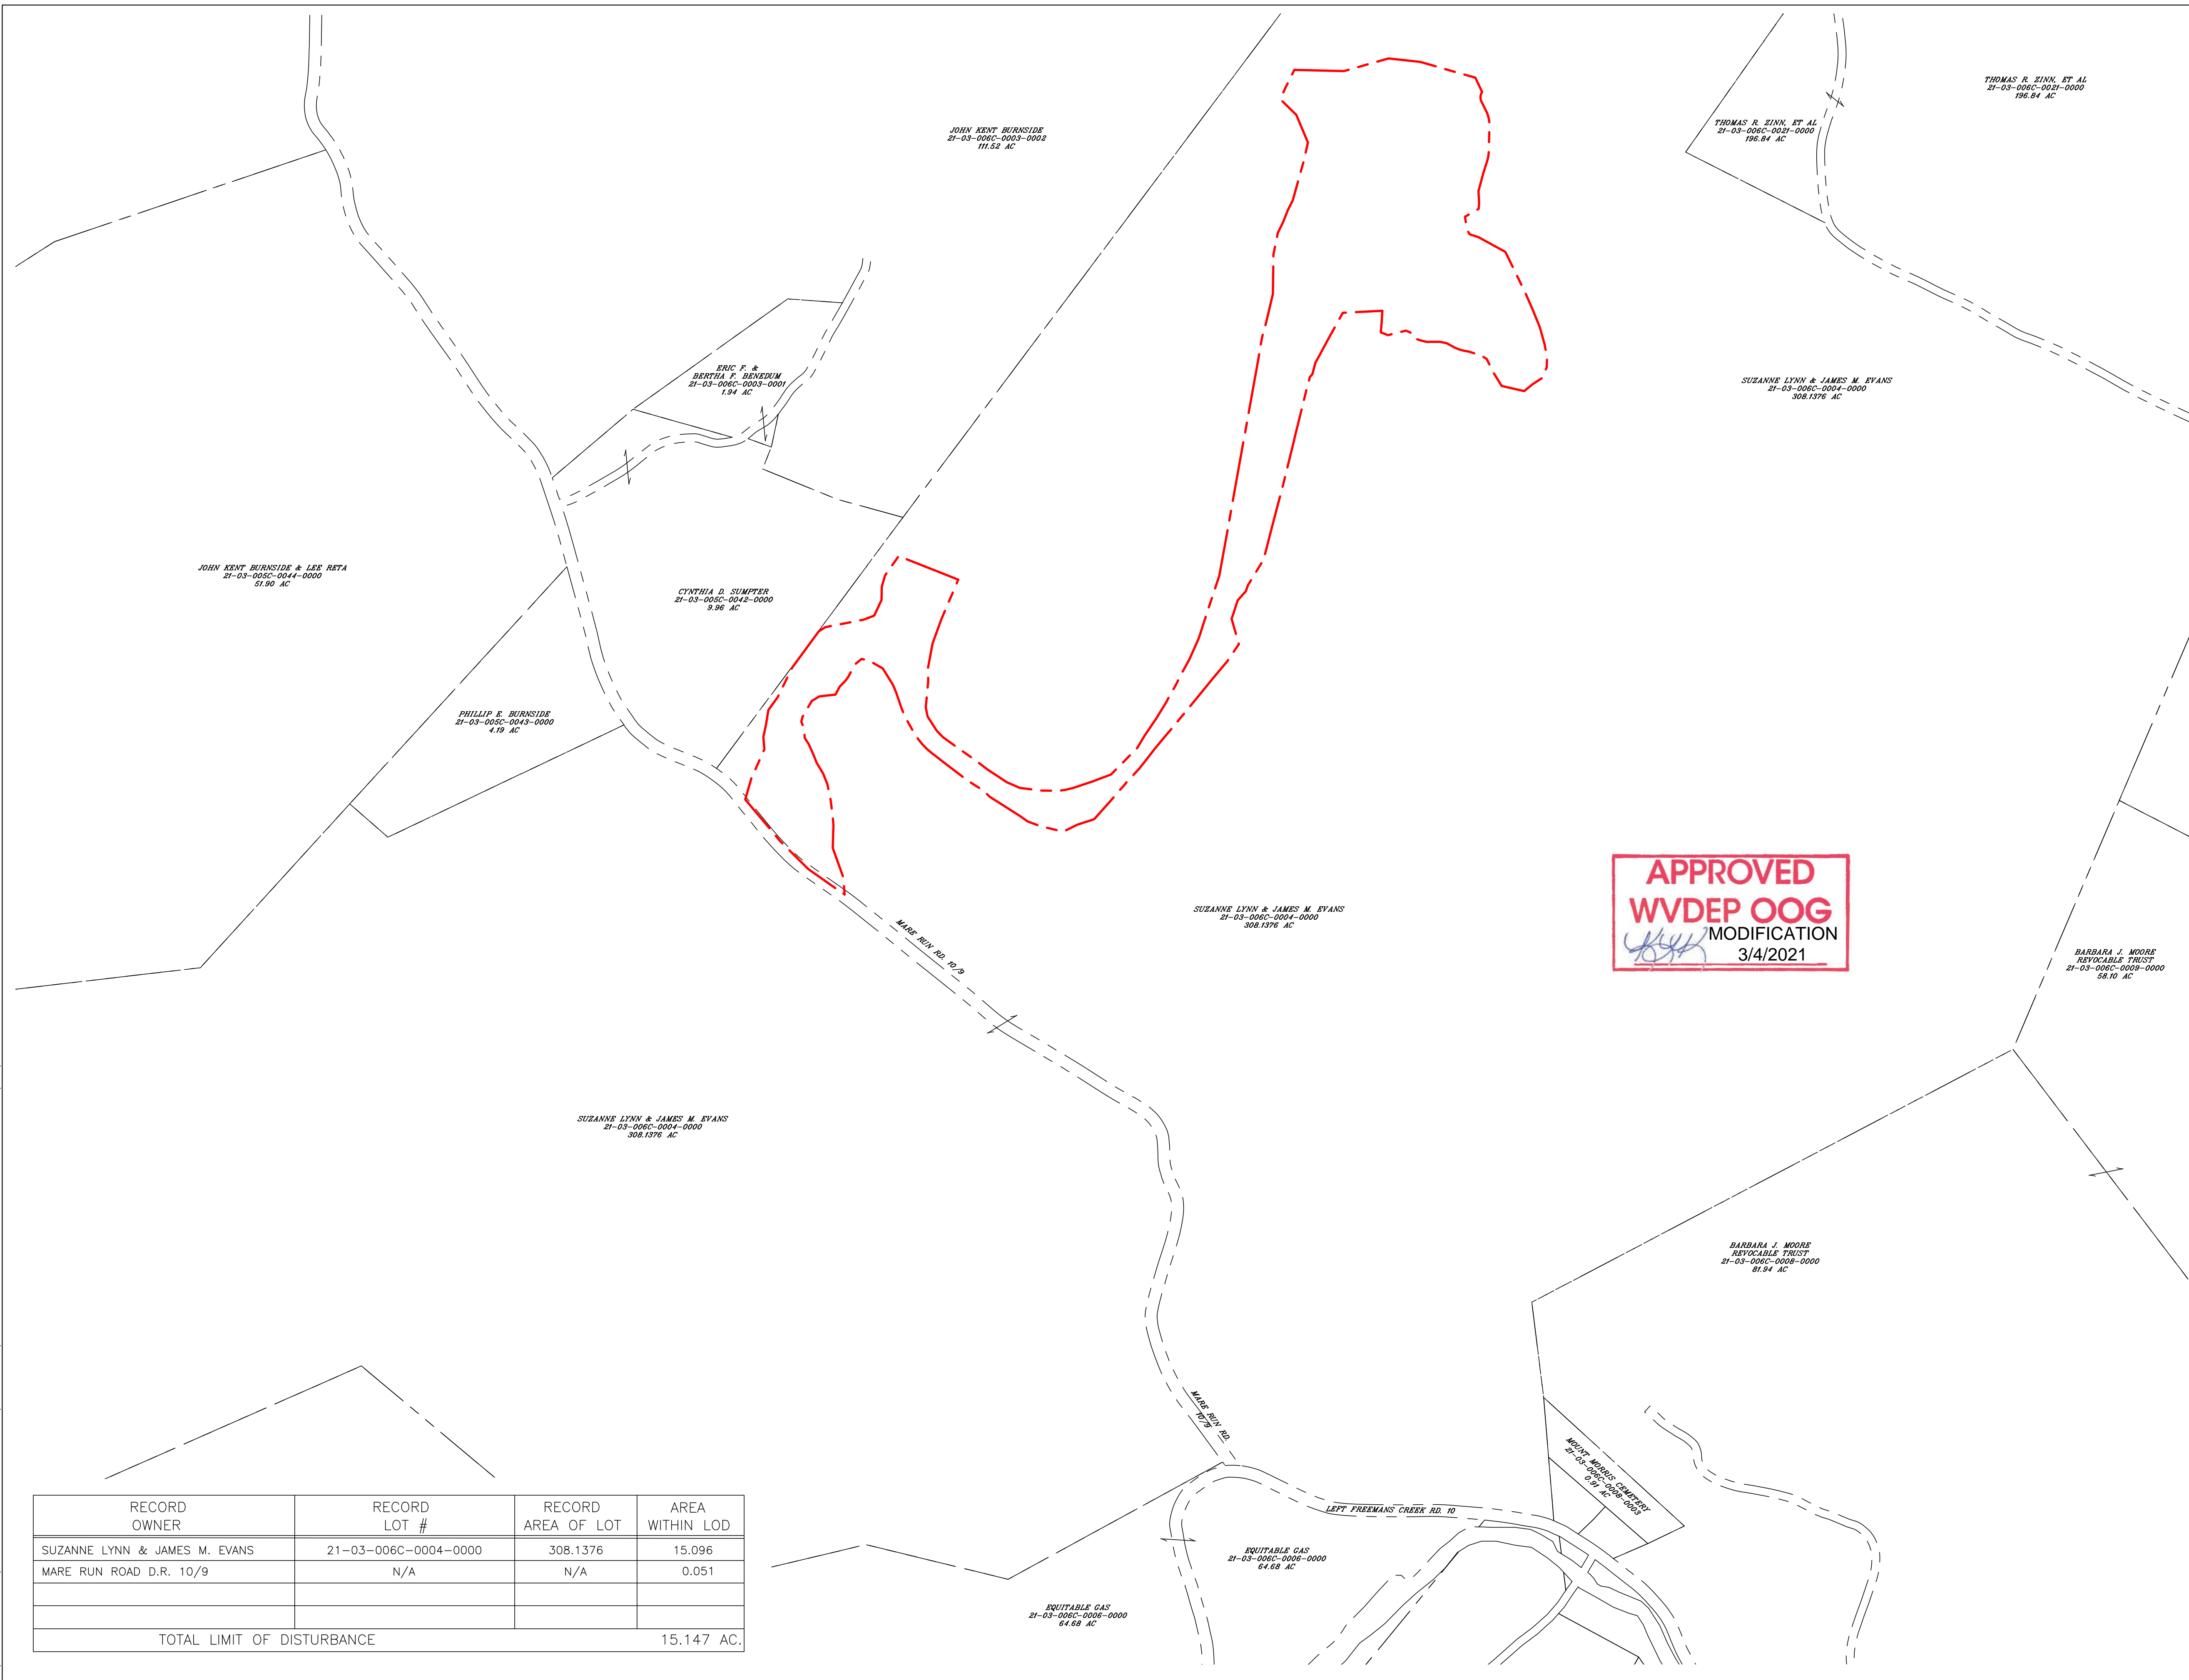 THOMAS R. ZINN, ET AL
21-03-006C-0021-0000
196.84 AC
THOMAS R. ZINN, ET AL
21-03-006C-0021-0000
196.84 AC
JOHN KENT BURNSIDE
21-03-006C-0003-0002
111.52 AC
ERIC F. &
BERTHA F. BENEDUM
21-03-006C-0003-0001
1.94 AC
SUZANNE LYNN & JAMES M. EVANS
21-03-006C-0004-0000
308.1376 AC
JOHN KENT BURNSIDE & LEE RETA
21-03-005C-0044-0000
51.90 AC
CYNTHIA D. SUMPTER
21-03-005C-0042-0000
9.96 AC
PHILLIP E. BURNSIDE
21-03-005C-0043-0000
4.19 AC
SUZANNE LYNN & JAMES M. EVANS
21-03-006C-0004-0000
308.1376 AC
APPROVED
WVDEP OOG
MODIFICATION
3/4/2021
MARE RUN RD. 10/9
BARBARA J. MOORE
REVOCABLE TRUST
21-03-006C-0009-0000
58.10 AC
SUZANNE LYNN & JAMES M. EVANS
21-03-006C-0004-0000
308.1376 AC
BARBARA J. MOORE
REVOCABLE TRUST
21-03-006C-0008-0000
81.94 AC
MARE RUN RD.
10/9
MOUNT MORRIS CEMETERY
21-03-006C-0008-0003
0.91 AC
LEFT FREEMANS CREEK RD. 10
EQUITABLE GAS
21-03-006C-0006-0000
64.68 AC
EQUITABLE GAS
21-03-006C-0006-0000
64.68 AC
RECORD OWNER RECORD LOT # RECORD AREA OF LOT AREA WITHIN LOD
SUZANNE LYNN & JAMES M. EVANS 21-03-006C-0004-0000 308.1376 15.096
MARE RUN ROAD D.R. 10/9 N/A N/A 0.051
TOTAL LIMIT OF DISTURBANCE 15.147 AC.